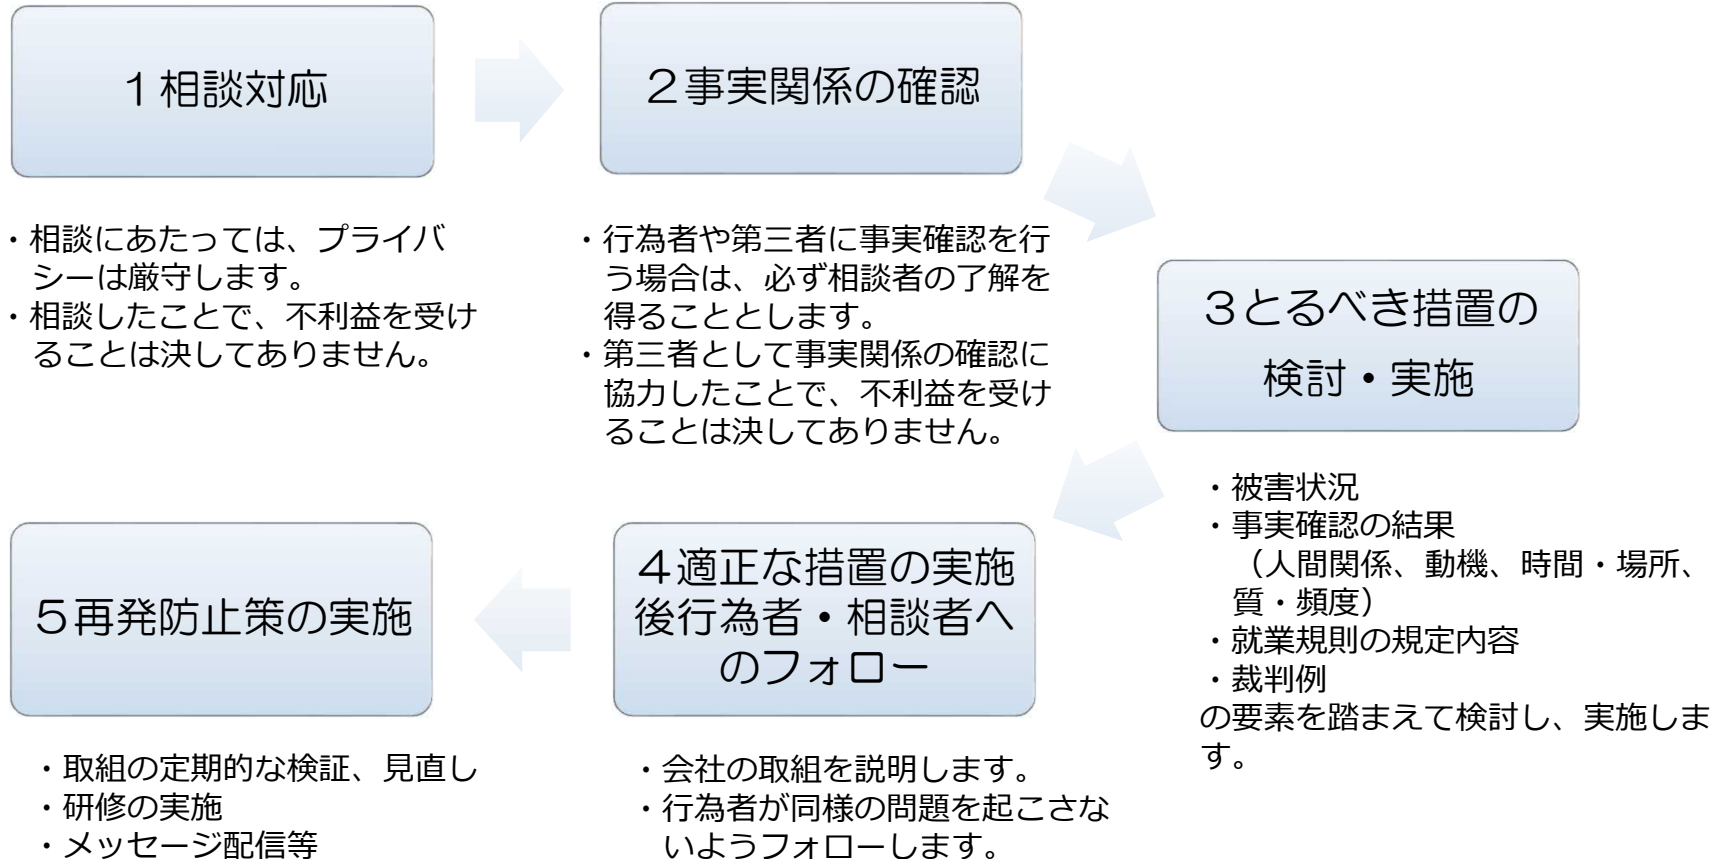 1相談対応
・相談にあたっては、プライバ
シーは厳守します。
・相談したことで、不利益を受け
ることは決してありません。
2事実関係の確認
・行為者や第三者に事実確認を行
う場合は、必ず相談者の了解を
得ることとします。
・第三者として事実関係の確認に
協力したことで、不利益を受け
ることは決してありません。
3とるべき措置の
検討・実施
・被害状況
・事実確認の結果
（人間関係、動機、時間・場所、
質・頻度）
・就業規則の規定内容
・裁判例
の要素を踏まえて検討し、実施しま
す。
4適正な措置の実施
後行為者・相談者へ
のフォロー
・会社の取組を説明します。
・行為者が同様の問題を起こさな
いようフォローします。
5再発防止策の実施
・取組の定期的な検証、見直し
・研修の実施
・メッセージ配信等